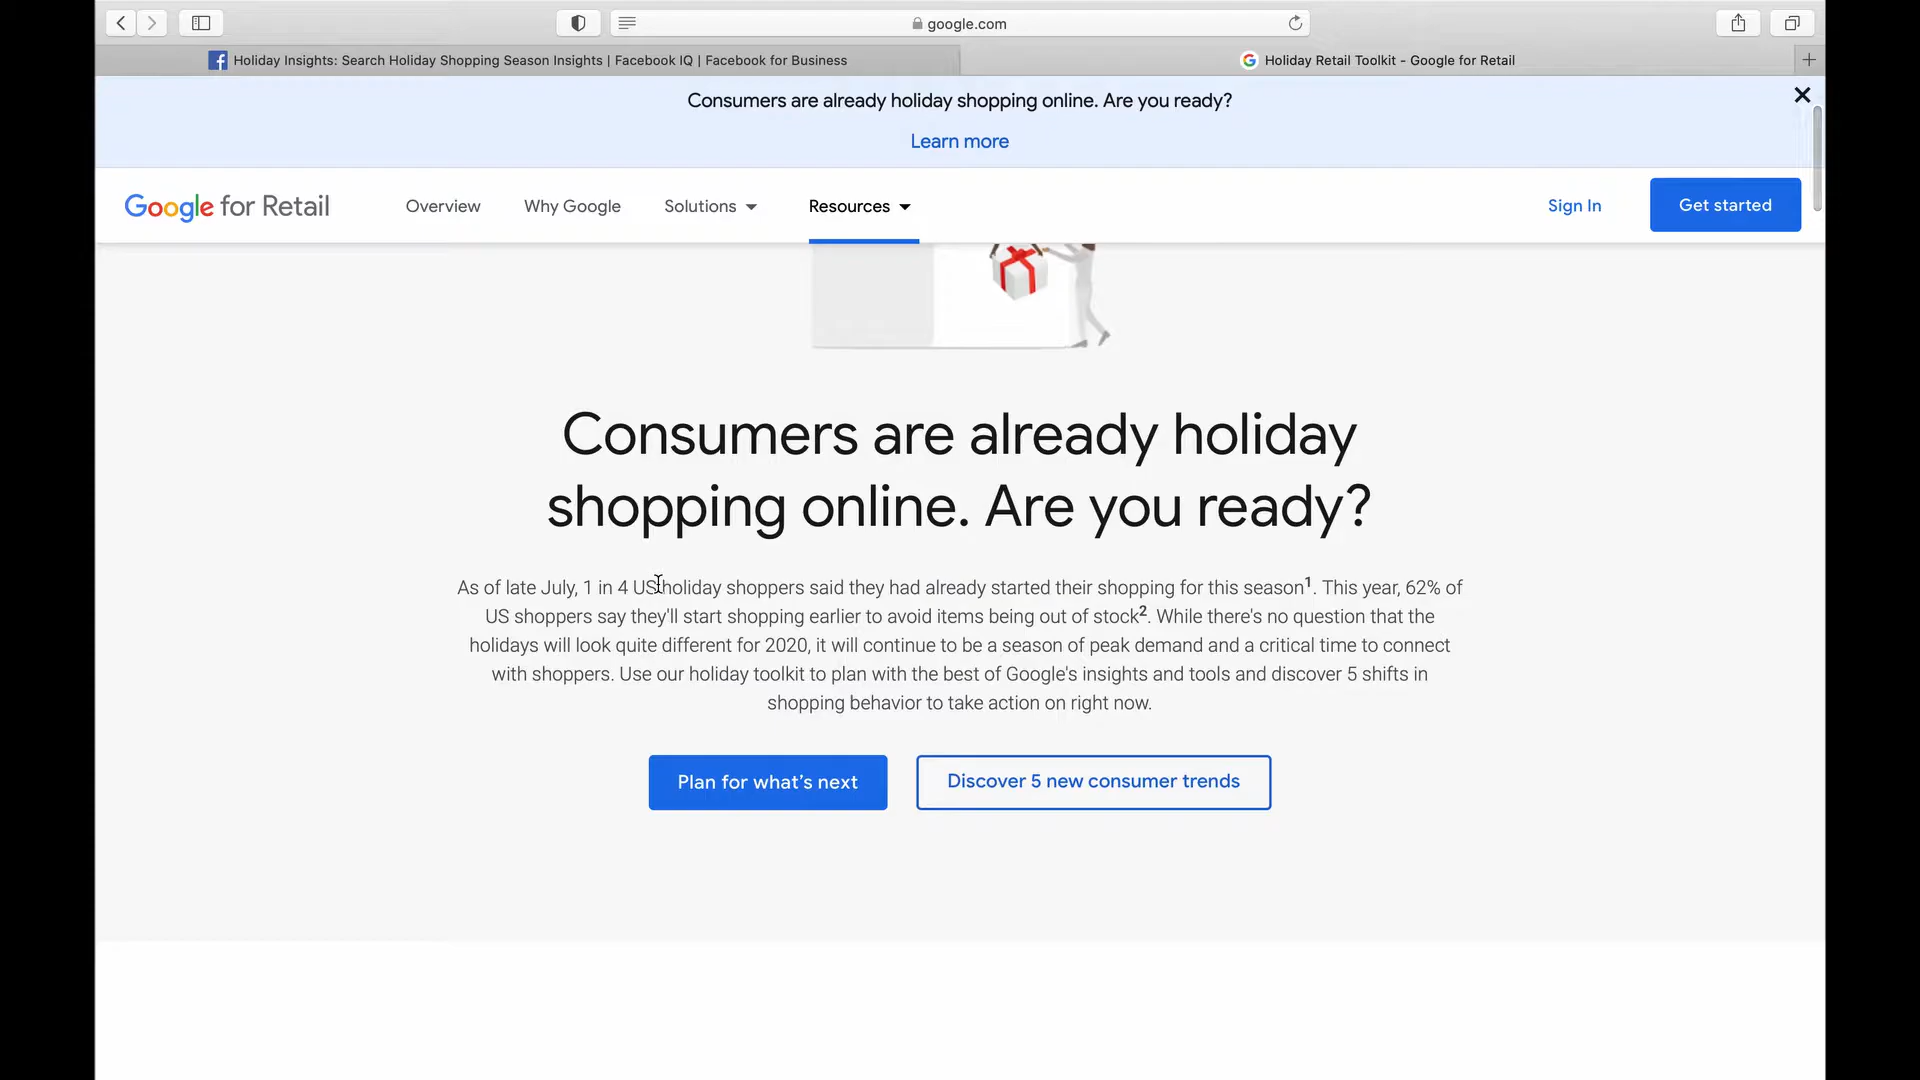 google.com
Holiday Insights: Search Holiday Shopping Season Insights | Facebook IQ | Facebook for Business
Holiday Retail Toolkit - Google for Retail
Consumers are already holiday shopping online. Are you ready?
Learn more
Google for Retail
Overview
Why Google
Solutions
Resources
Sign In
Get started
Consumers are already holiday
shopping online. Are you ready?
As of late July, 1 in 4 US holiday shoppers said they had already started their shopping for this season1. This year, 62% of
US shoppers say they'll start shopping earlier to avoid items being out of stock2. While there's no question that the
holidays will look quite different for 2020, it will continue to be a season of peak demand and a critical time to connect
with shoppers. Use our holiday toolkit to plan with the best of Google's insights and tools and discover 5 shifts in
shopping behavior to take action on right now.
Plan for what’s next
Discover 5 new consumer trends